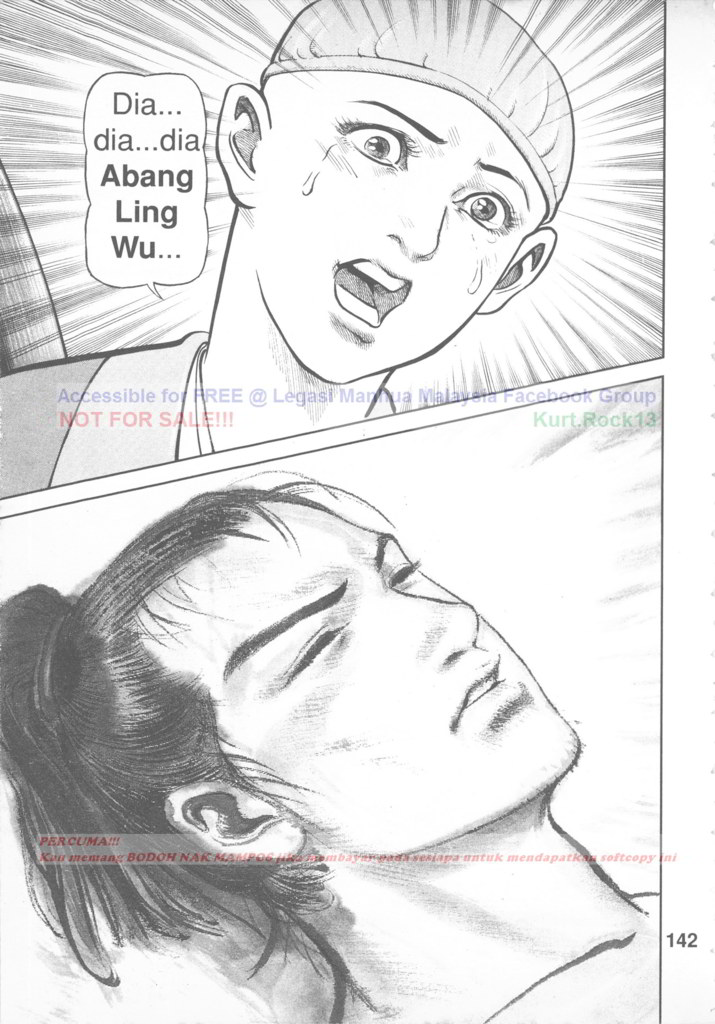 Dia...
dia...dia
Abang
Ling
Wu...
Accessible for FREE @ Legasi Manhua Malaysia Facebook Group
NOT FOR SALE!!! Kurt.Rock13
PERCUMA!!!
Kau memang BODOH NAK MAMPOS jika membayar pada sesiapa untuk mendapatkan softcopy ini
142